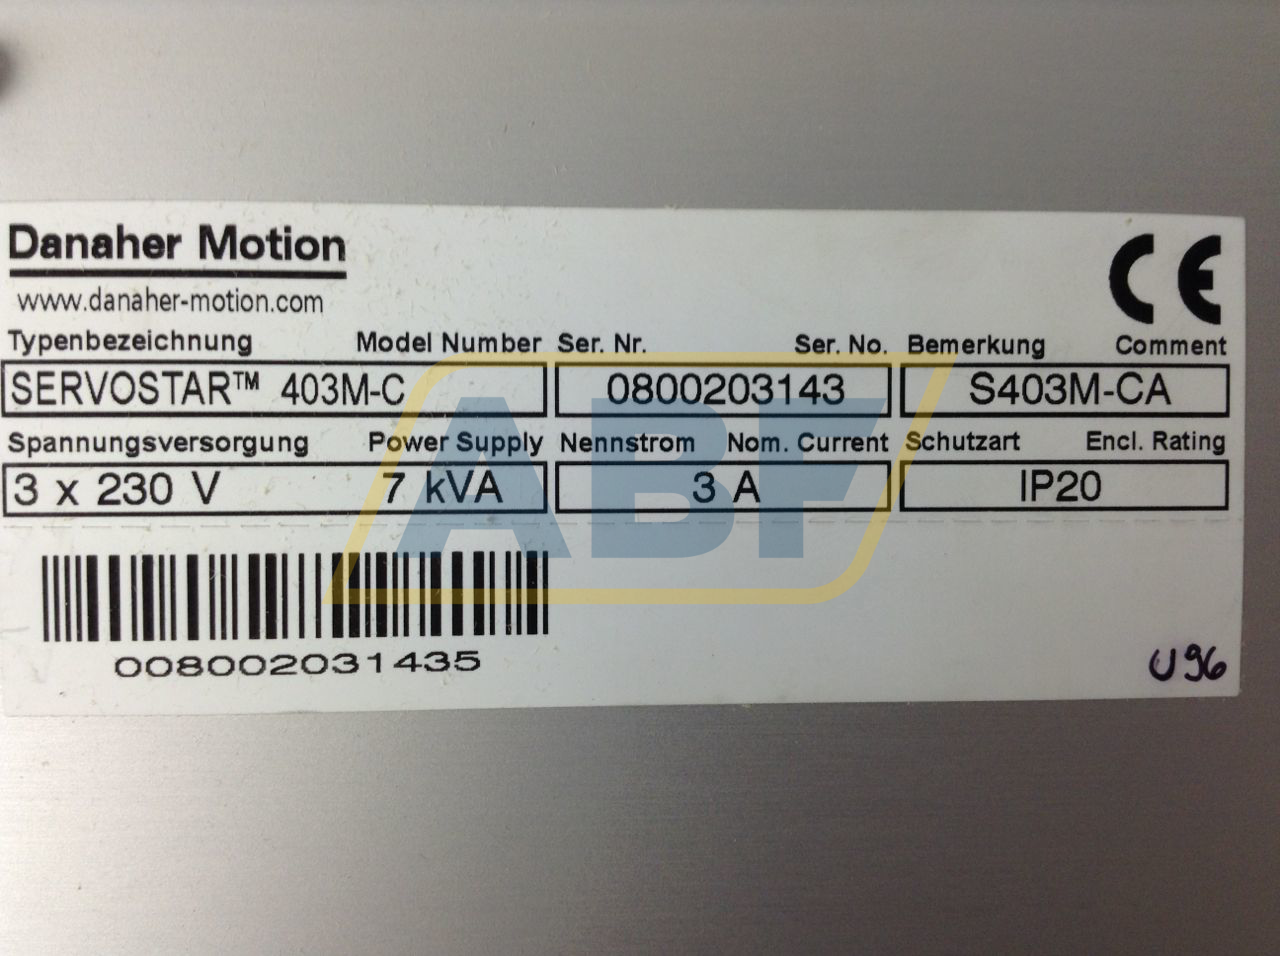 Danaher Motion
www.danaher-motion.com
CE
Typenbezeichnung Model Number Ser. Nr. Ser. No. Bemerkung Comment
SERVOSTAR™ 403M-C 0800203143 S403M-CA
Spannungsversorgung Power Supply Nennstrom Nom. Current Schutzart Encl. Rating
3 x 230 V 7 kVA 3 A IP20
ABF
008002031435
U96